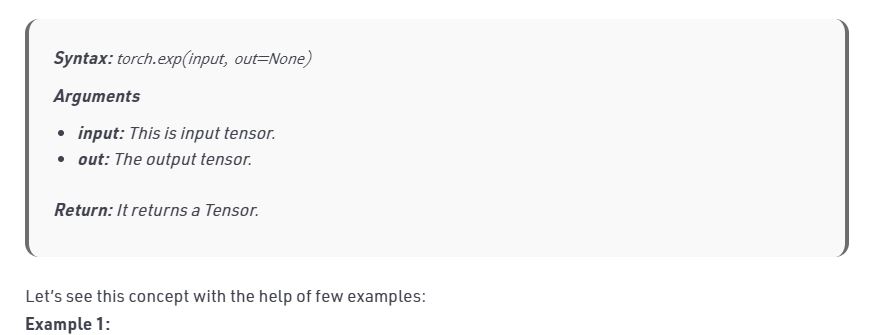 Syntax: torch.exp(input, out=None)
Arguments
• input: This is input tensor.
• out: The output tensor.
Return: It returns a Tensor.
Let's see this concept with the help of few examples:
Example 1: